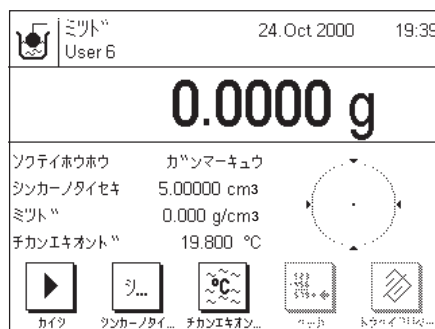 ミツド 24.Oct 2000 19:39
User 6
0.0000 g
ソクテイホウホウ ガンマーキュウ
シンカーノタイセキ 5.00000 cm3
ミツド 0.000 g/cm3
チカンエキオンド 19.800 °C
シ... °C
カイシ シンカーノタイ... チカンエキオン...